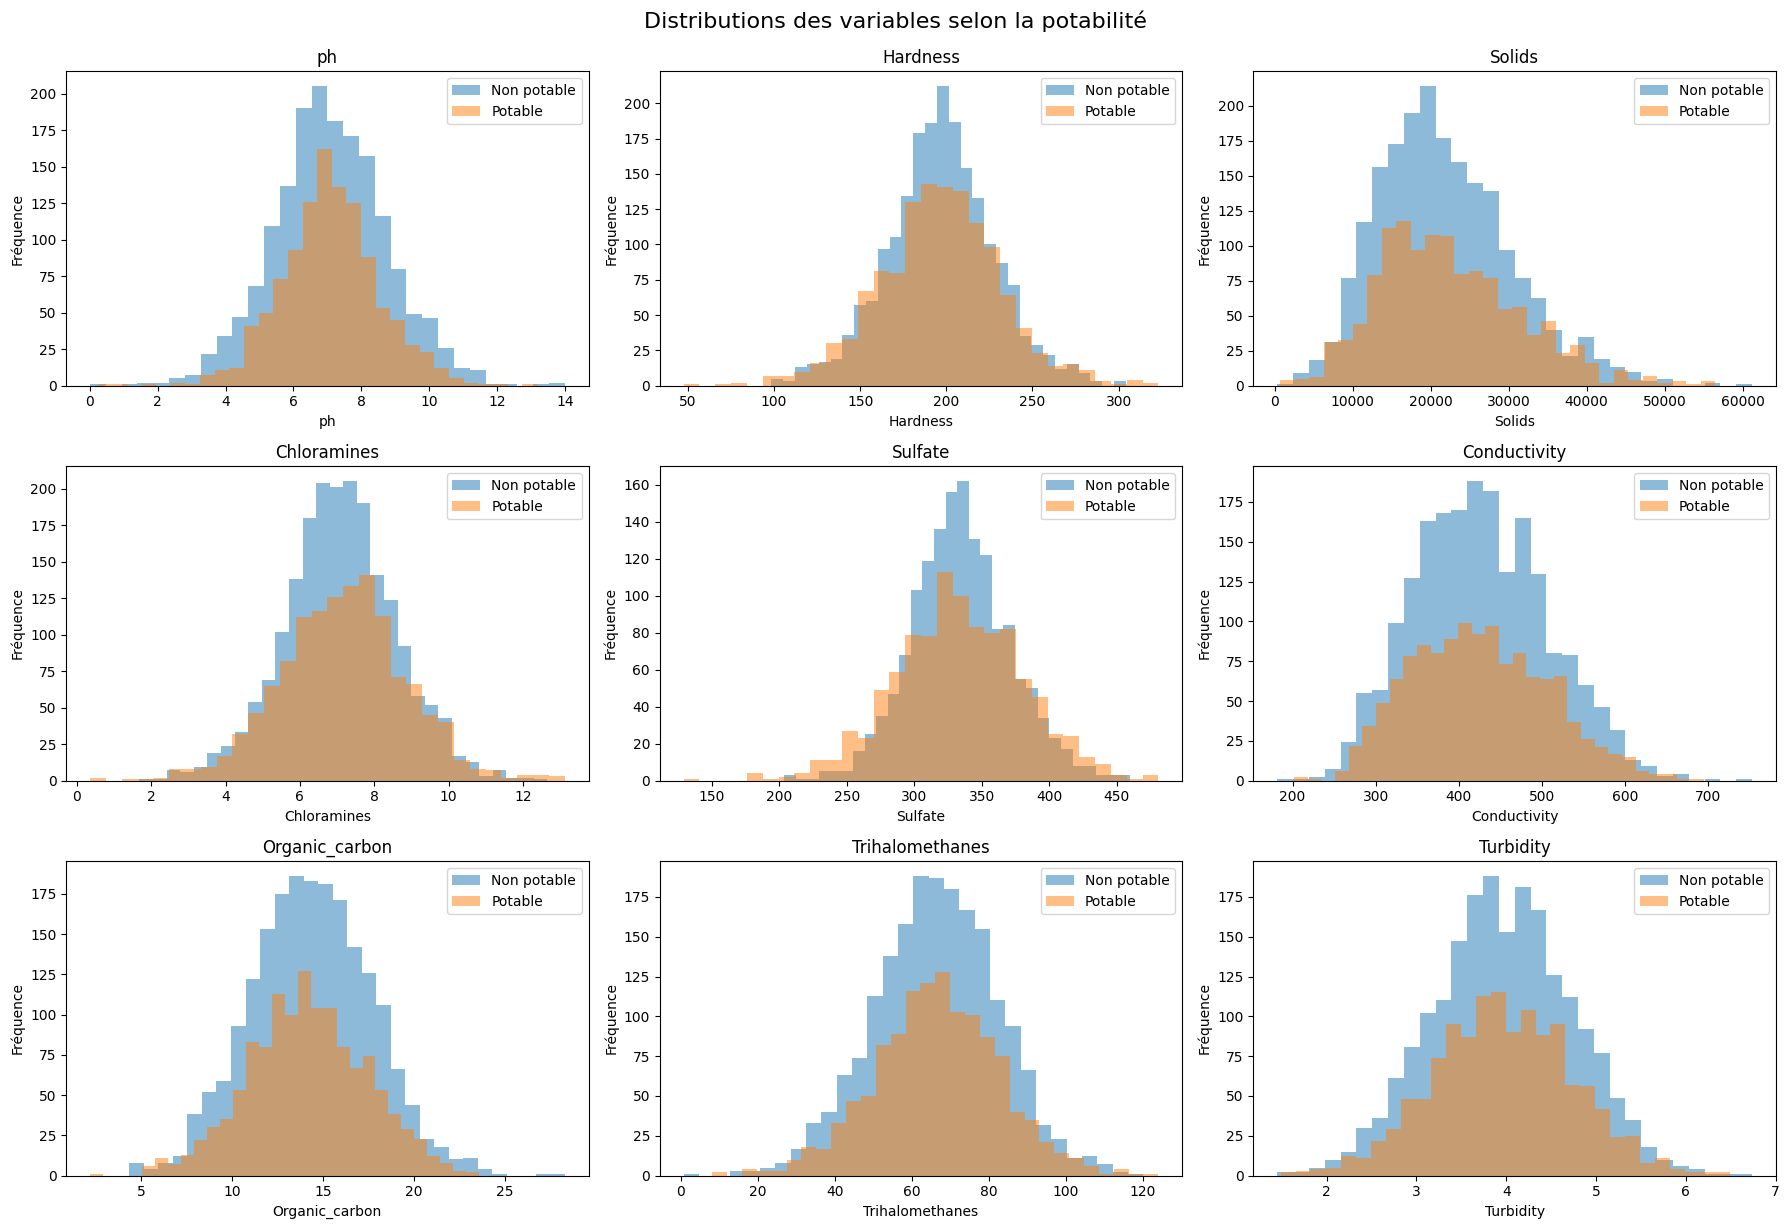 Distributions des variables selon la potabilité
ph
Fréquence
0 25 50 75 100 125 150 175 200
Non potable
Potable
0 2 4 6 8 10 12 14
ph
Hardness
Fréquence
0 25 50 75 100 125 150 175 200
Non potable
Potable
50 100 150 200 250 300
Hardness
Solids
Fréquence
0 25 50 75 100 125 150 175 200
Non potable
Potable
0 10000 20000 30000 40000 50000 60000
Solids
Chloramines
Fréquence
0 25 50 75 100 125 150 175 200
Non potable
Potable
0 2 4 6 8 10 12
Chloramines
Sulfate
Fréquence
0 20 40 60 80 100 120 140 160
Non potable
Potable
150 200 250 300 350 400 450
Sulfate
Conductivity
Fréquence
0 25 50 75 100 125 150 175
Non potable
Potable
200 300 400 500 600 700
Conductivity
Organic_carbon
Fréquence
0 25 50 75 100 125 150 175
Non potable
Potable
5 10 15 20 25
Organic_carbon
Trihalomethanes
Fréquence
0 25 50 75 100 125 150 175
Non potable
Potable
0 20 40 60 80 100 120
Trihalomethanes
Turbidity
Fréquence
0 25 50 75 100 125 150 175
Non potable
Potable
2 3 4 5 6 7
Turbidity